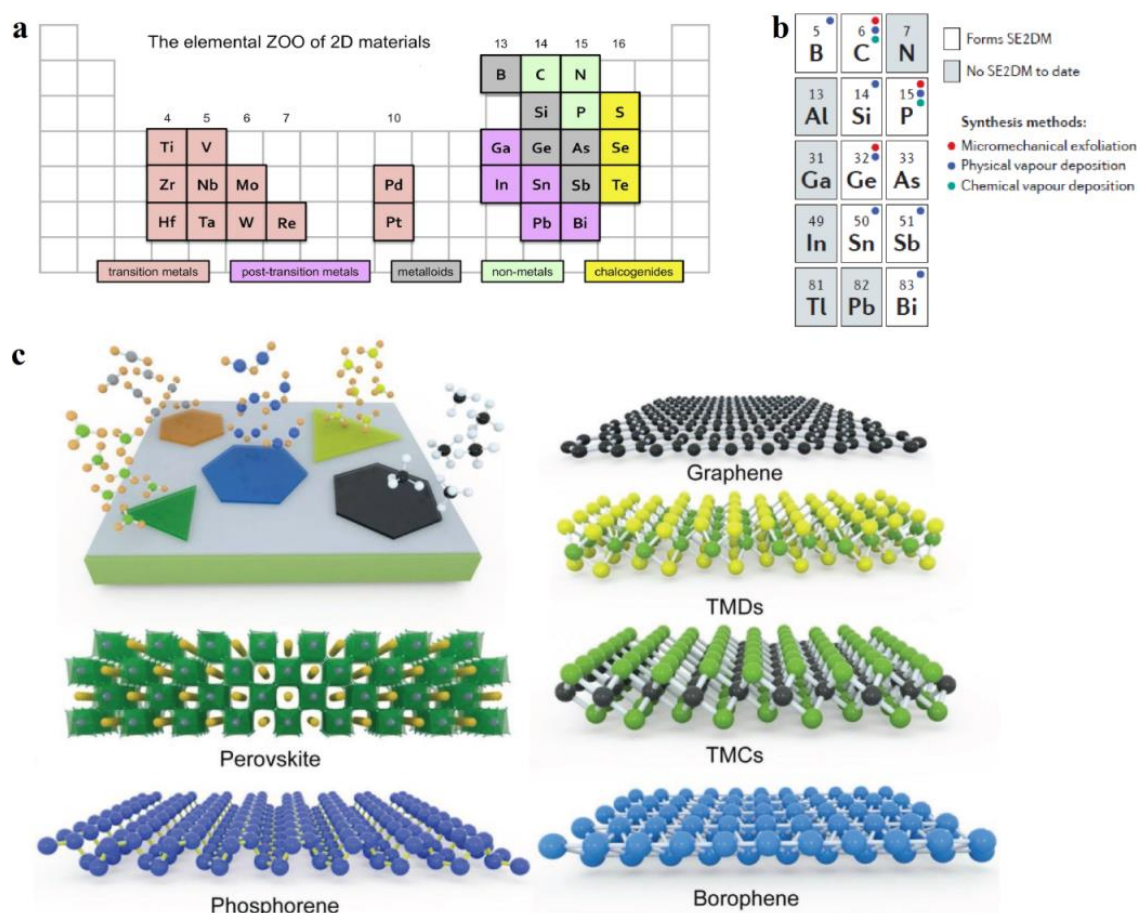 a
The elemental ZOO of 2D materials
13 14 15 16
B C N
4 5 6 7 10 Si P S
Ti V Ga Ge As Se
Zr Nb Mo Pd In Sn Sb Te
Hf Ta W Re Pt Pb Bi
transition metals post-transition metals metalloids non-metals chalcogenides
b
5 6 7
B C N
13 14 15
Al Si P
31 32 33
Ga Ge As
49 50 51
In Sn Sb
81 82 83
Tl Pb Bi
Forms SE2DM
No SE2DM to date
Synthesis methods:
Micromechanical exfoliation
Physical vapour deposition
Chemical vapour deposition
c
Graphene
TMDs
Perovskite
TMCs
Phosphorene
Borophene